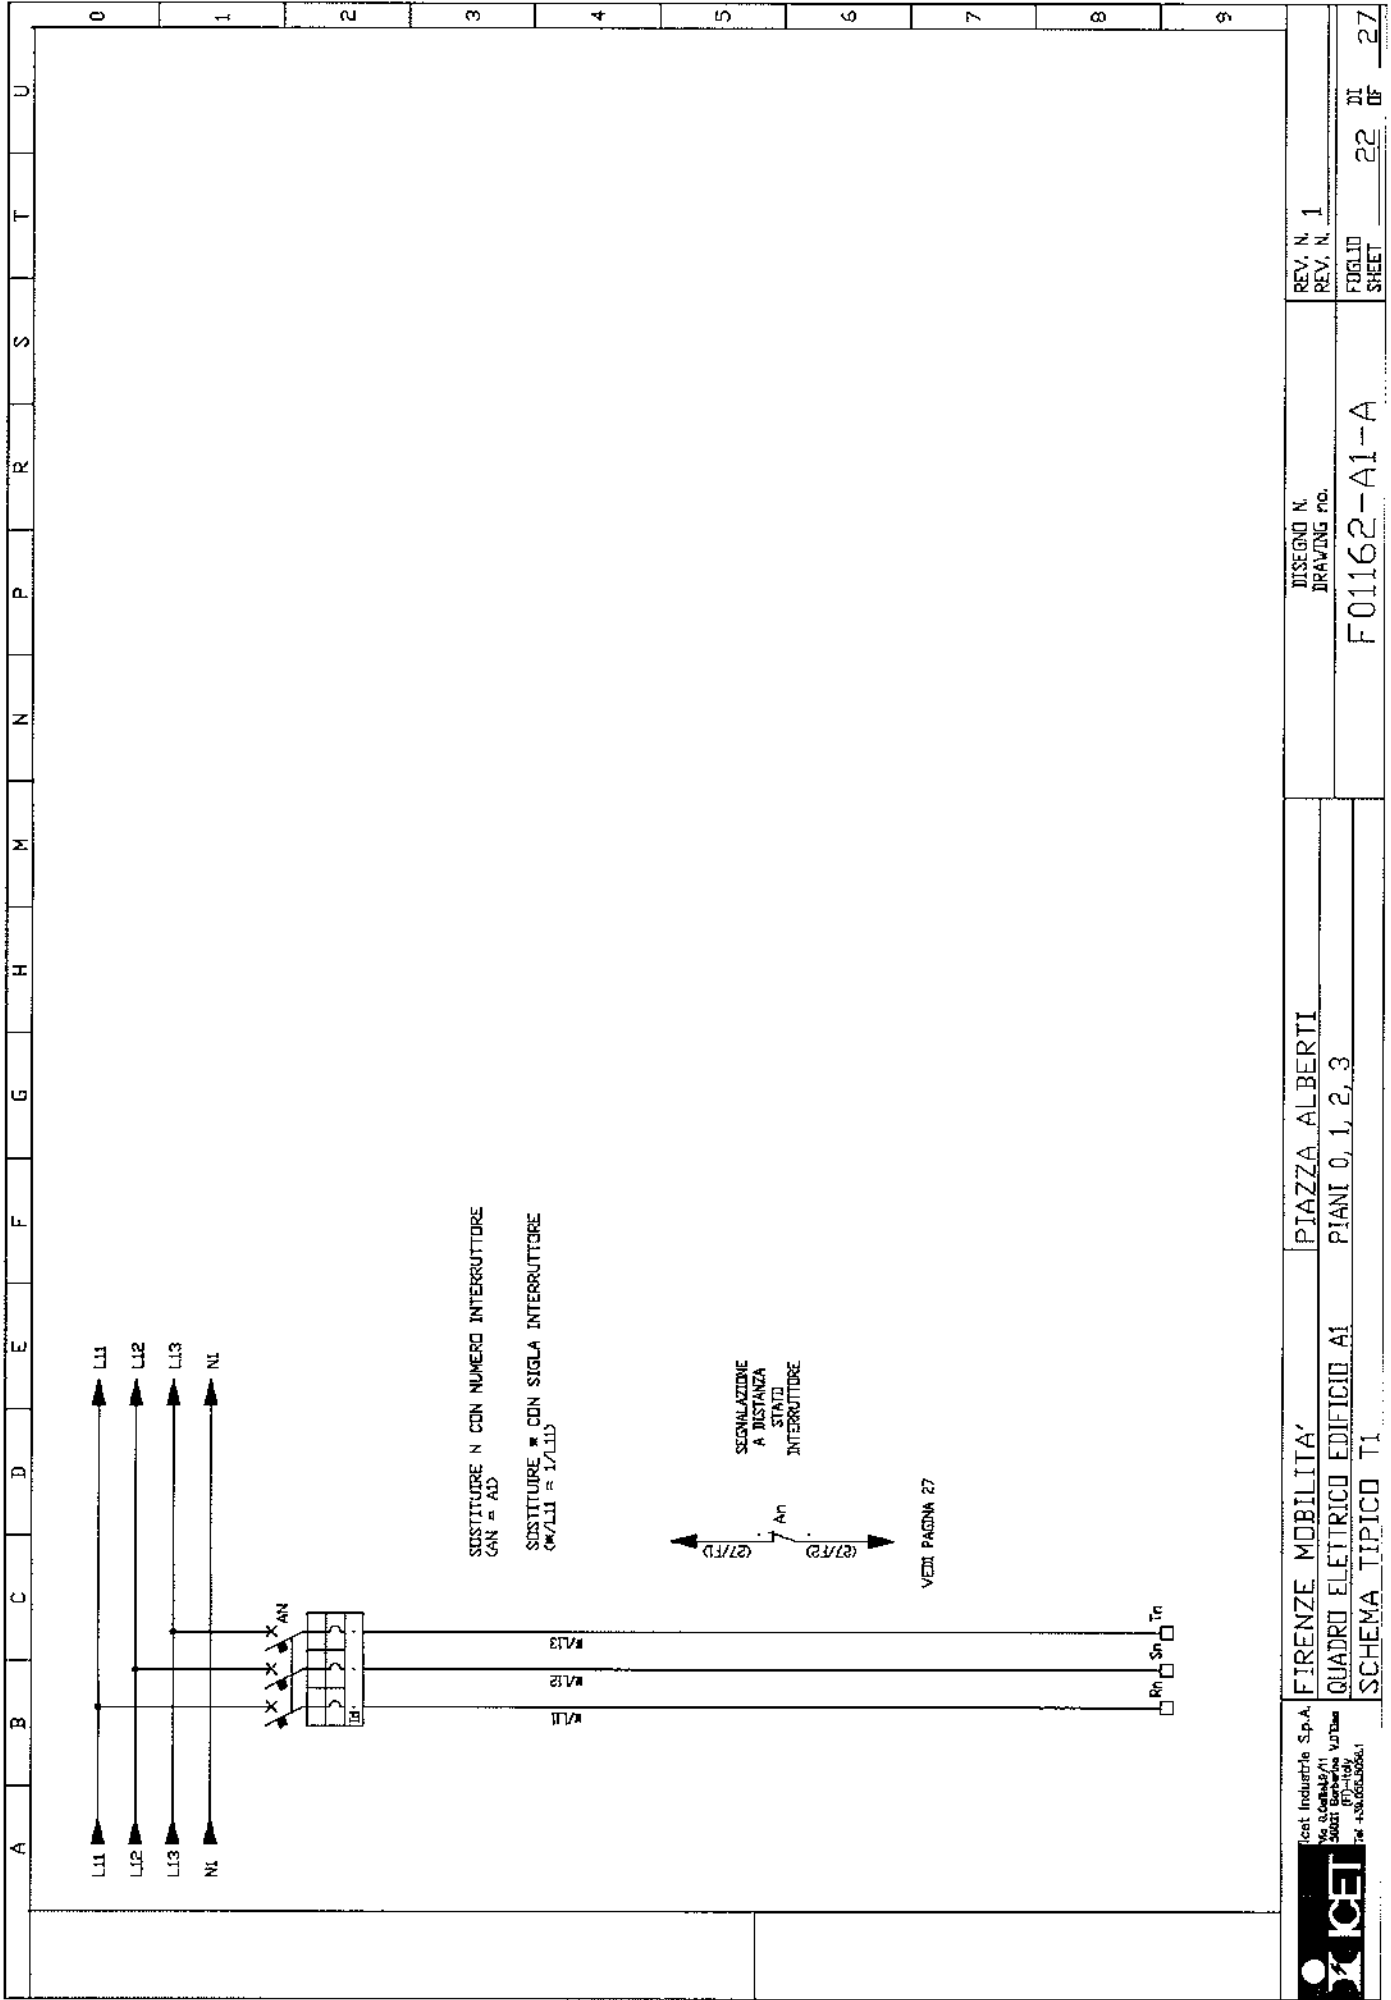 A B C D E F G H M N P R S T U
0
1
2
3
4
5
6
7
8
9
L11 L11
L12 L12
L13 L13
N1 N1
AN
Id
*/L11
*/L12
*/L13
SOSTITUIRE N CON NUMERO INTERRUTTORE
(AN = A1)
SOSTITUIRE * CON SIGLA INTERRUTTORE
(*/L11 = 1/L11)
SEGNALAZIONE
A DISTANZA
STATO
INTERRUTTORE
(27/F1)
An
(27/F2)
VEDI PAGINA 27
Rn Sn Tn
ICET
Icet Industrie S.p.A.
(FI)-Italy
FIRENZE MOBILITA'
PIAZZA ALBERTI
QUADRO ELETTRICO EDIFICIO A1 PIANI 0, 1, 2, 3
SCHEMA TIPICO T1
DISEGNO N.
DRAWING no.
F01162-A1-A
REV. N. 1
REV. N.
FOGLIO 22 DI 27
SHEET OF